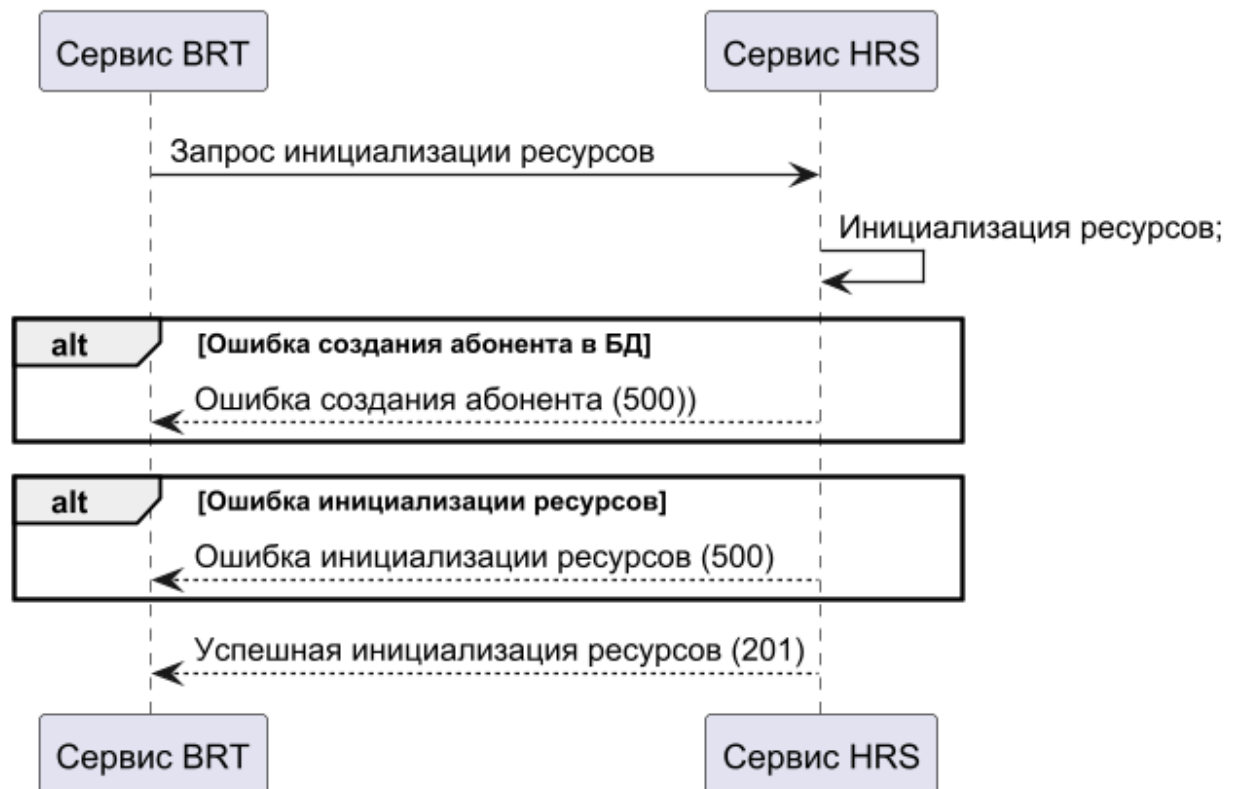 Сервис BRT
Сервис HRS
Запрос инициализации ресурсов
Инициализация ресурсов;
alt
[Ошибка создания абонента в БД]
Ошибка создания абонента (500))
alt
[Ошибка инициализации ресурсов]
Ошибка инициализации ресурсов (500)
Успешная инициализация ресурсов (201)
Сервис BRT
Сервис HRS